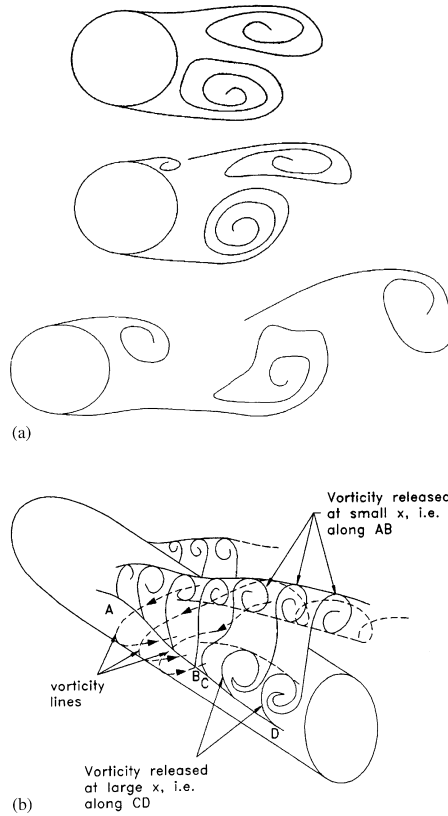 (a)
Vorticity released
at small x, i.e.
along AB
A
vorticity
lines
B
C
D
Vorticity released
at large x, i.e.
along CD
(b)